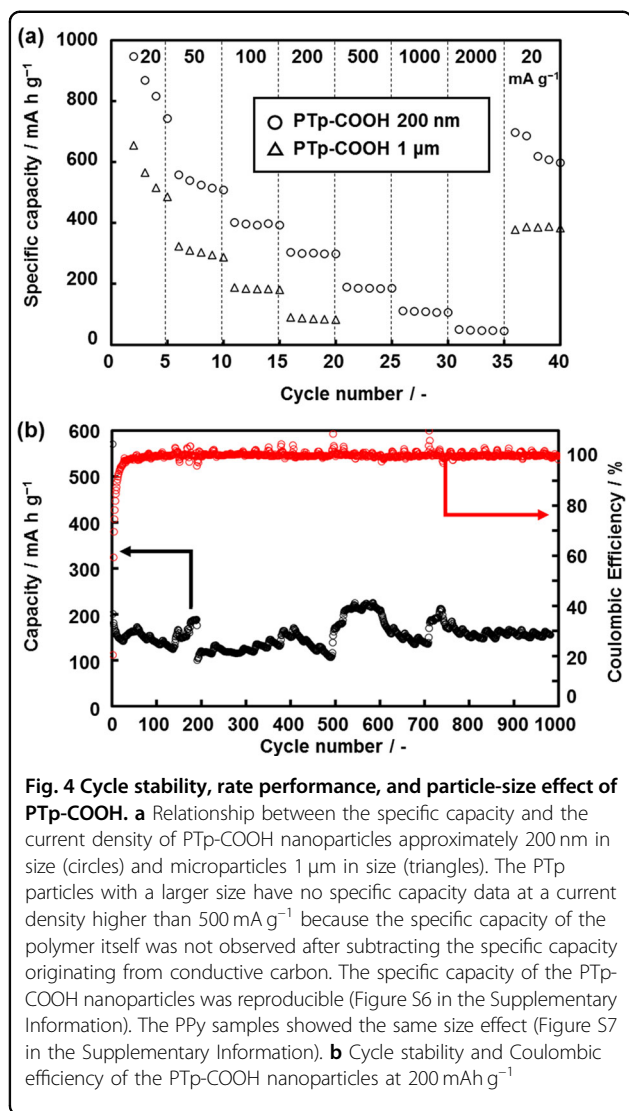 (a)
1000
800
600
400
200
0
Specific capacity / mA h g⁻¹
20 50 100 200 500 1000 2000 20
mA g⁻¹
PTp-COOH 200 nm
PTp-COOH 1 µm
0 5 10 15 20 25 30 35 40
Cycle number / -
(b)
600
500
400
300
200
100
0
Capacity / mA h g⁻¹
100
80
60
40
20
0
Coulombic Efficiency / %
0 100 200 300 400 500 600 700 800 900 1000
Cycle number / -
Fig. 4 Cycle stability, rate performance, and particle-size effect of
PTp-COOH. a Relationship between the specific capacity and the
current density of PTp-COOH nanoparticles approximately 200 nm in
size (circles) and microparticles 1 µm in size (triangles). The PTp
particles with a larger size have no specific capacity data at a current
density higher than 500 mA g⁻¹ because the specific capacity of the
polymer itself was not observed after subtracting the specific capacity
originating from conductive carbon. The specific capacity of the PTp-
COOH nanoparticles was reproducible (Figure S6 in the Supplementary
Information). The PPy samples showed the same size effect (Figure S7
in the Supplementary Information). b Cycle stability and Coulombic
efficiency of the PTp-COOH nanoparticles at 200 mAh g⁻¹